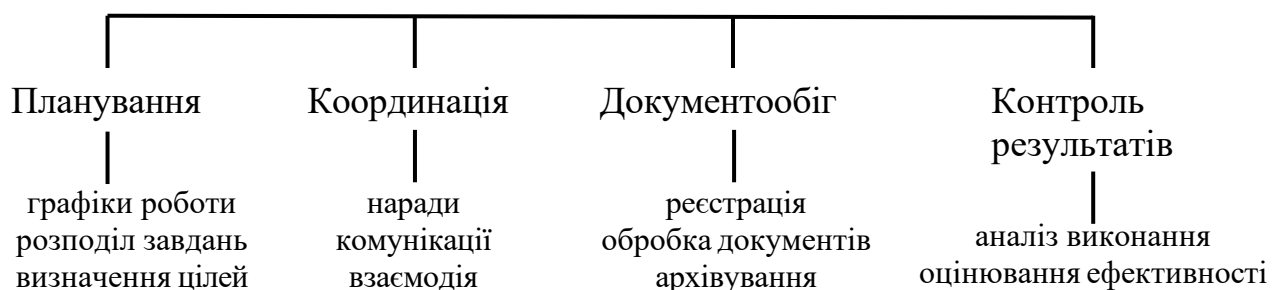 Планування
графіки роботи
розподіл завдань
визначення цілей
Координація
наради
комунікації
взаємодія
Документообіг
реєстрація
обробка документів
архівування
Контроль
результатів
аналіз виконання
оцінювання ефективності